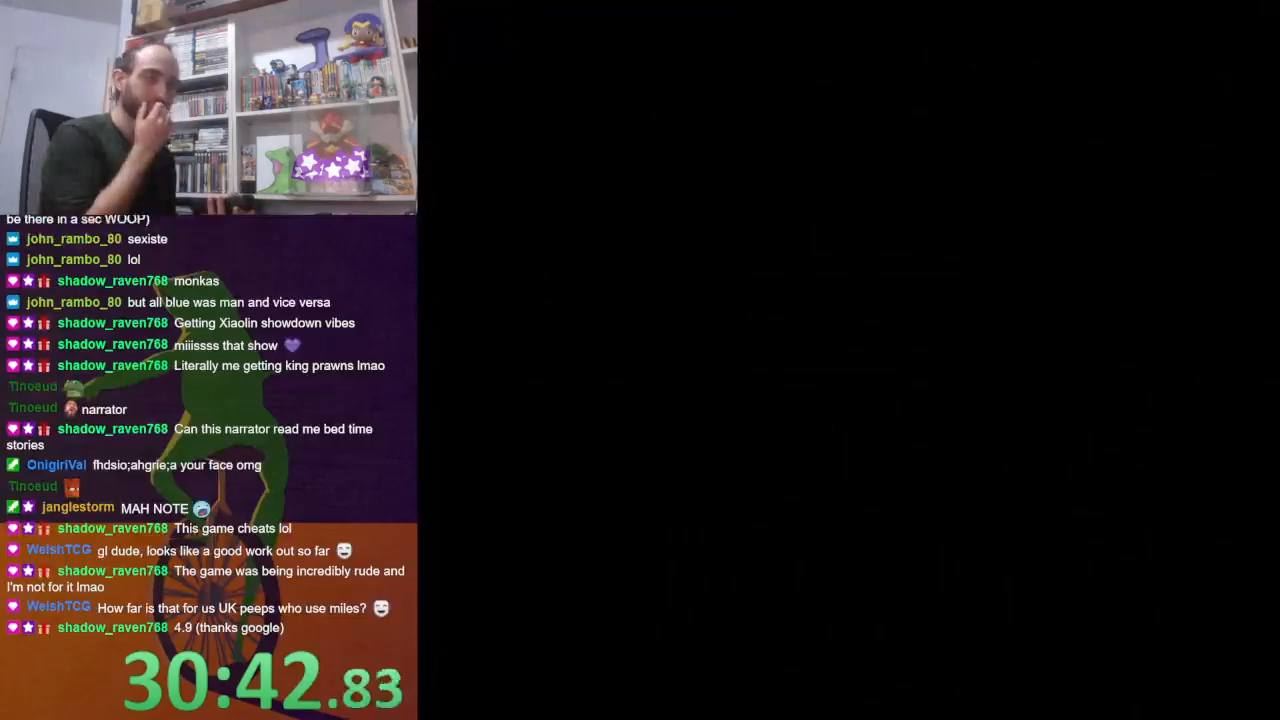 be there in a sec WOOP)
john_rambo_80 sexiste
john_rambo_80 lol
shadow_raven768 monkas
john_rambo_80 but all blue was man and vice versa
shadow_raven768 Getting Xiaolin showdown vibes
shadow_raven768 miiissss that show
shadow_raven768 Literally me getting king prawns lmao
Tinoeud
Tinoeud narrator
shadow_raven768 Can this narrator read me bed time
stories
OnigiriVal fhdsio;ahgrie;a your face omg
Tinoeud
janglestorm MAH NOTE
shadow_raven768 This game cheats lol
WelshTCG gl dude, looks like a good work out so far
shadow_raven768 The game was being incredibly rude and
I'm not for it lmao
WelshTCG How far is that for us UK peeps who use miles?
shadow_raven768 4.9 (thanks google)
30:42.83